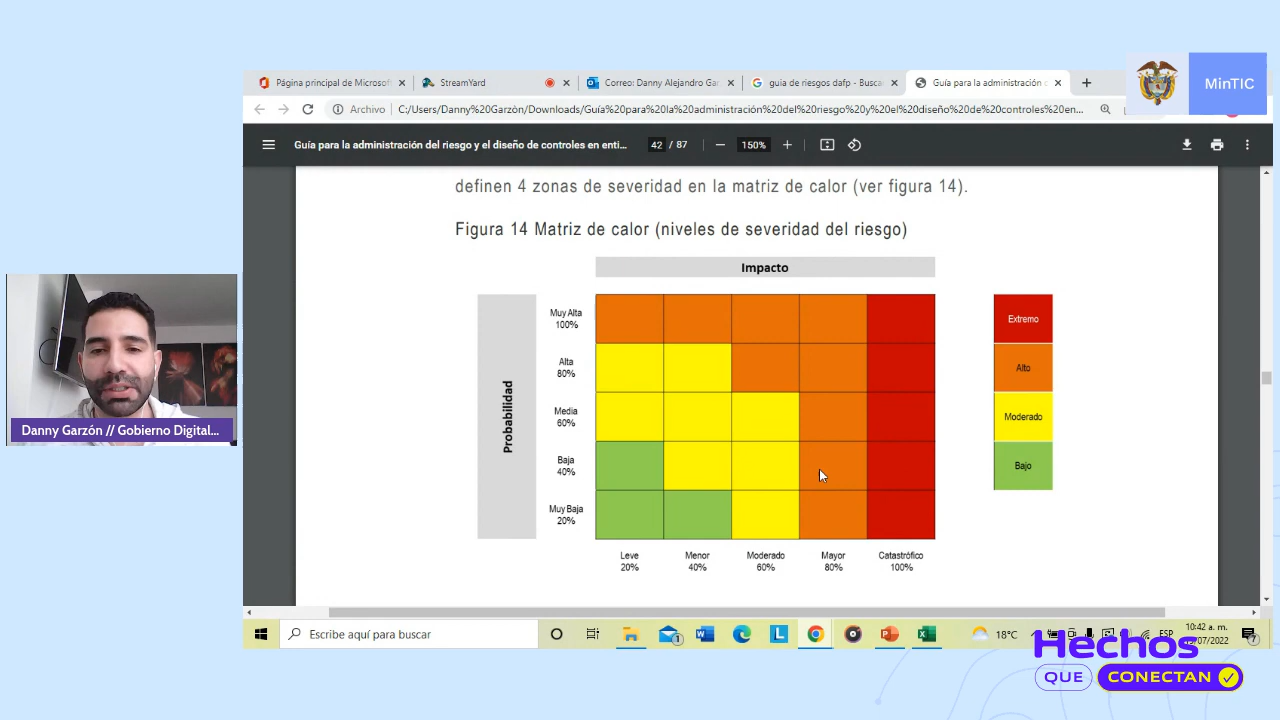 MinTIC
Página principal de Microsof
StreamYard
Correo: Danny Alejandro Gar
guia de riesgos dafp - Busca
Guía para la administración d
Archivo
C:/Users/Danny%20Garzón/Downloads/Guía%20para%20la%20administración%20del%20riesgo%20y%20el%20diseño%20de%20controles%20en...
Guía para la administración del riesgo y el diseño de controles en enti...
42 / 87
150%
definen 4 zonas de severidad en la matriz de calor (ver figura 14).
Figura 14 Matriz de calor (niveles de severidad del riesgo)
Impacto
Probabilidad
Muy Alta
100%
Alta
80%
Media
60%
Baja
40%
Muy Baja
20%
Leve
20%
Menor
40%
Moderado
60%
Mayor
80%
Catastrófico
100%
Extremo
Alto
Moderado
Bajo
Danny Garzón // Gobierno Digital...
Escribe aquí para buscar
18°C
ESP
10:42 a. m.
/07/2022
Hechos
QUE CONECTAN